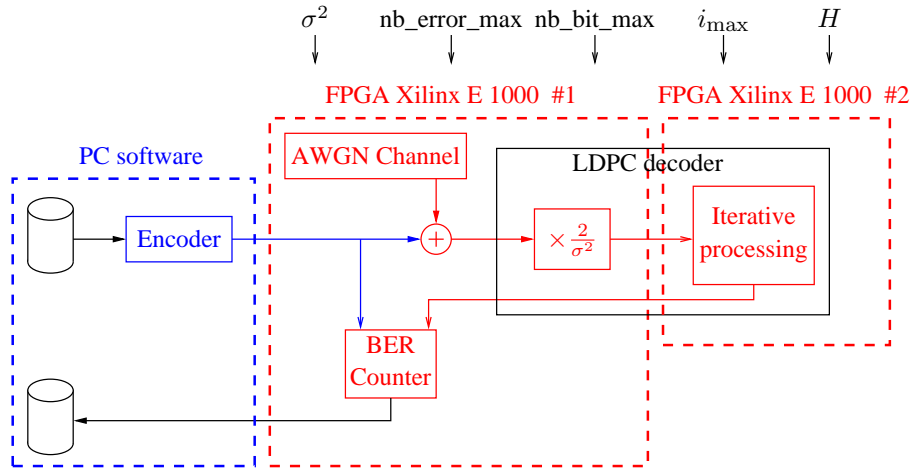 σ² nb_error_max nb_bit_max i_max H
FPGA Xilinx E 1000 #1
FPGA Xilinx E 1000 #2
PC software
AWGN Channel
LDPC decoder
Encoder
+
× 2/σ²
Iterative
processing
BER
Counter